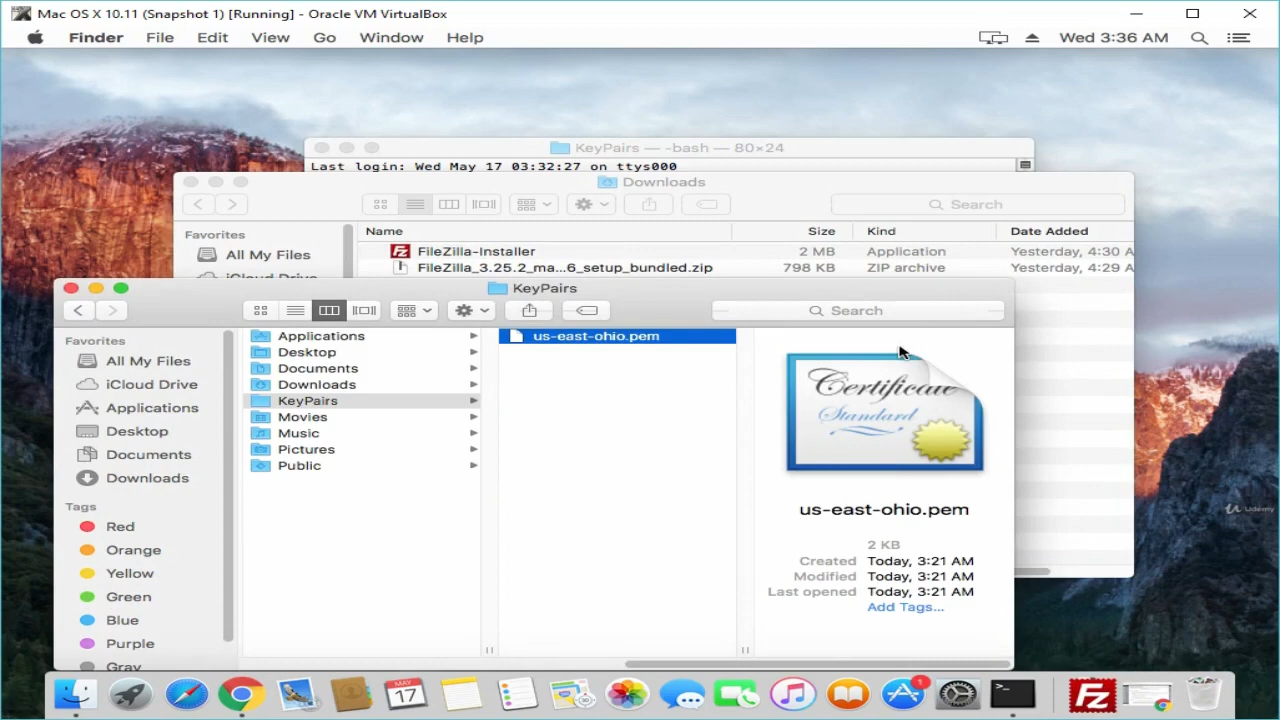 Mac OS X 10.11 (Snapshot 1) [Running] - Oracle VM VirtualBox
Finder File Edit View Go Window Help Wed 3:36 AM
KeyPairs — -bash — 80×24
Last login: Wed May 17 03:32:27 on ttys000
Downloads
Search
Favorites
All My Files
iCloud Drive
Name Size Kind Date Added
FileZilla-Installer 2 MB Application Yesterday, 4:30 A
FileZilla_3.25.2_ma...6_setup_bundled.zip 798 KB ZIP archive Yesterday, 4:29 A
KeyPairs
Search
Favorites
All My Files
iCloud Drive
Applications
Desktop
Documents
Downloads
Tags
Red
Orange
Yellow
Green
Blue
Purple
Gray
Applications
Desktop
Documents
Downloads
KeyPairs
Movies
Music
Pictures
Public
us-east-ohio.pem
Certificate
Standard
us-east-ohio.pem
2 KB
Created Today, 3:21 AM
Modified Today, 3:21 AM
Last opened Today, 3:21 AM
Add Tags...
Udemy
MAY
17
1
Fz